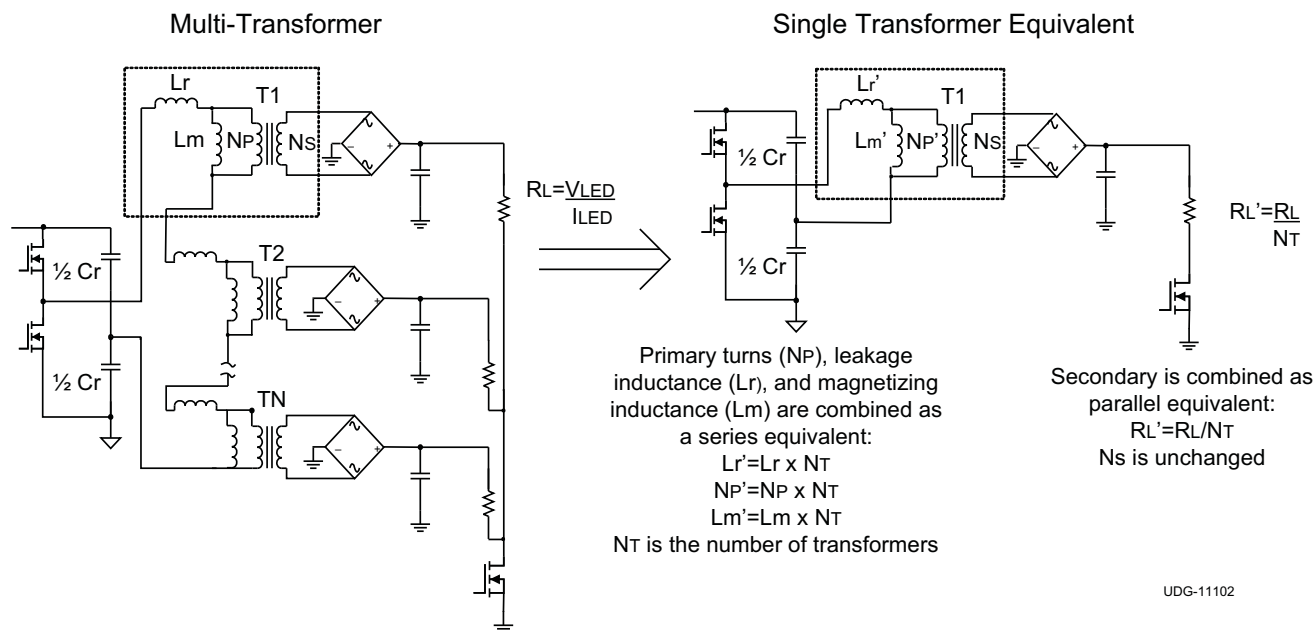 Multi-Transformer
Lr
T1
Lm
NP
NS
T2
½ Cr
½ Cr
TN
RL=VLED
ILED
Single Transformer Equivalent
Lr’
T1
Lm’
NP’
NS
½ Cr
½ Cr
RL’=RL
NT
Primary turns (NP), leakage
inductance (Lr), and magnetizing
inductance (Lm) are combined as
a series equivalent:
Lr’=Lr x NT
NP’=NP x NT
Lm’=Lm x NT
NT is the number of transformers
Secondary is combined as
parallel equivalent:
RL’=RL/NT
Ns is unchanged
UDG-11102